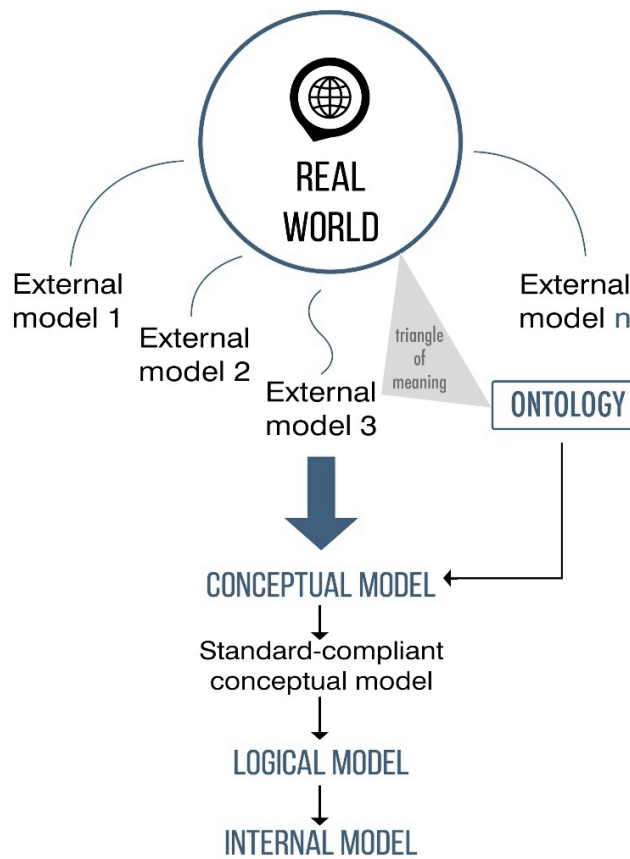 REAL
WORLD
External
model 1
External
model 2
External
model 3
External
model n
triangle
of
meaning
ONTOLOGY
CONCEPTUAL MODEL
Standard-compliant
conceptual model
LOGICAL MODEL
INTERNAL MODEL